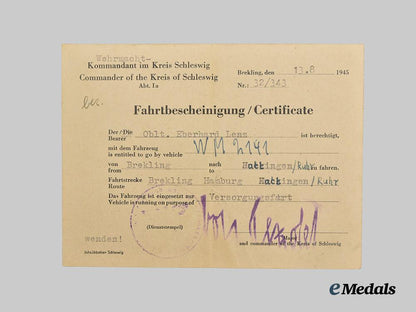 Wehrmacht-
Kommandant im Kreis Schleswig
Commander of the Kreis of Schleswig
Abt. Ia
Brekling, den 13.8 1945
Nr.: 32/343
Fahrtbescheinigung / Certificate
Der / Die Oblt. Eberhard Lenz ist berechtigt,
Bearer
mit dem Fahrzeug WM 2141
is entitled to go by vehicle
von Brekling nach Hattingen/Ruhr zu fahren.
from to
Fahrtstrecke Brekling Hamburg Hattingen/Ruhr
Route
Das Fahrzeug ist eingesetzt zur Versorgungsfart
Vehicle is running on purpose of
(Dienststempel)
Major
and commander of the Kreis of Schleswig
wenden!
eMedals